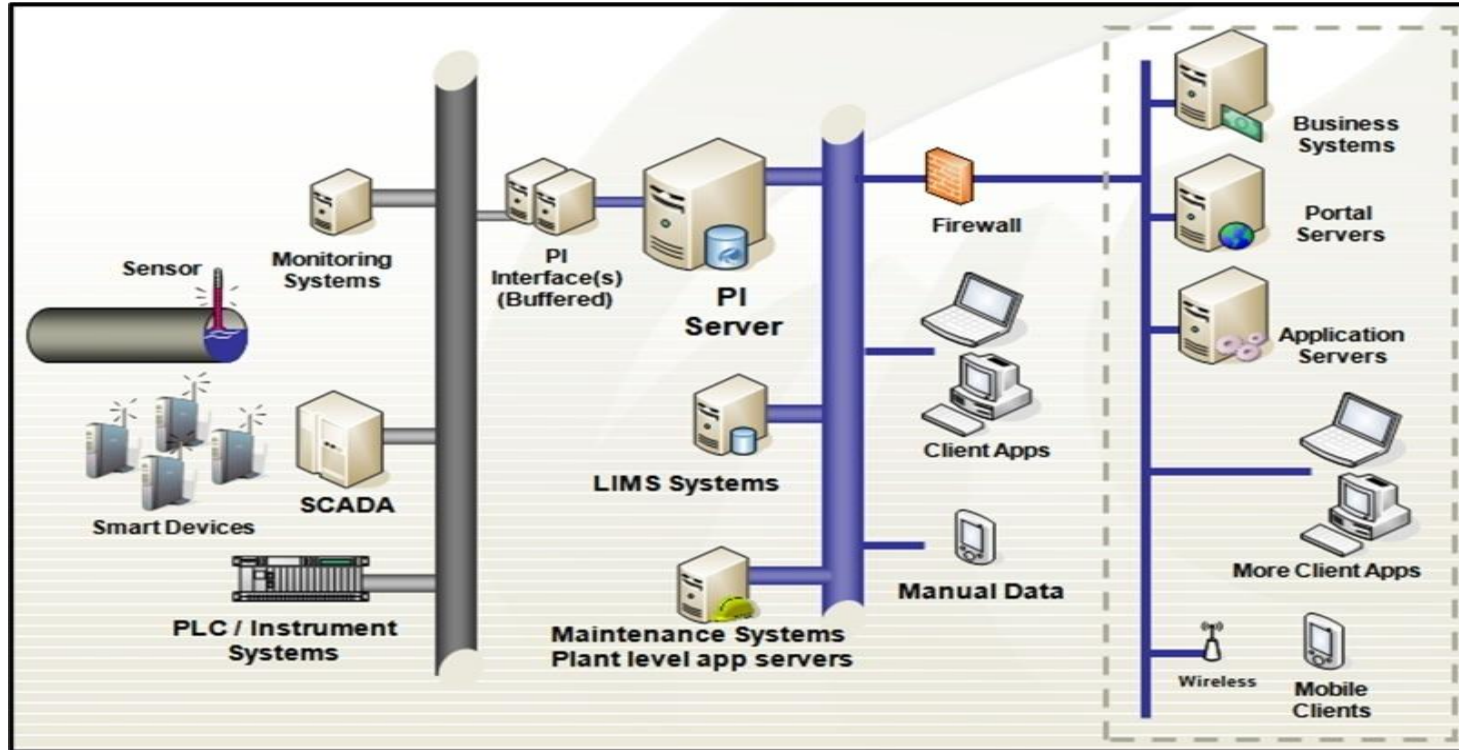 Sensor
Monitoring
Systems
Smart Devices
SCADA
PLC / Instrument
Systems
PI
Interface(s)
(Buffered)
PI
Server
LIMS Systems
Maintenance Systems
Plant level app servers
Firewall
Client Apps
Manual Data
Business
Systems
Portal
Servers
Application
Servers
More Client Apps
Wireless
Mobile
Clients